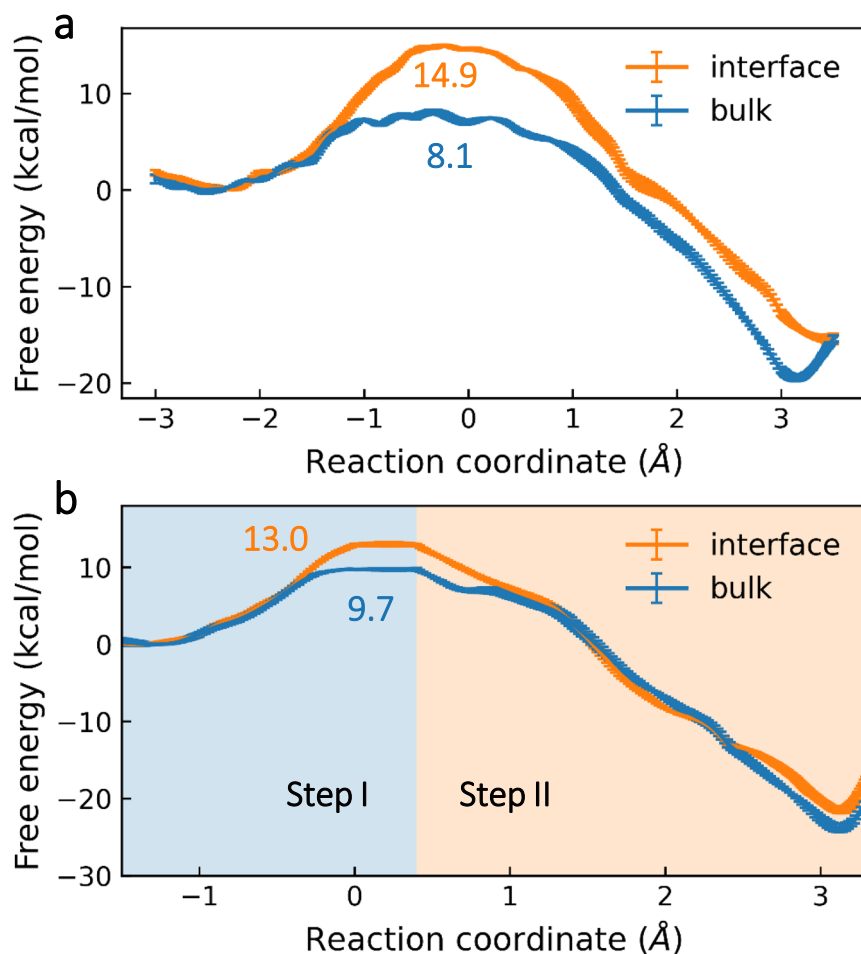 a
Free energy (kcal/mol)
10
0
−10
−20
14.9
8.1
interface
bulk
−3
−2
−1
0
1
2
3
Reaction coordinate (Å)
b
Free energy (kcal/mol)
10
0
−10
−20
−30
13.0
9.7
interface
bulk
Step I
Step II
−1
0
1
2
3
Reaction coordinate (Å)